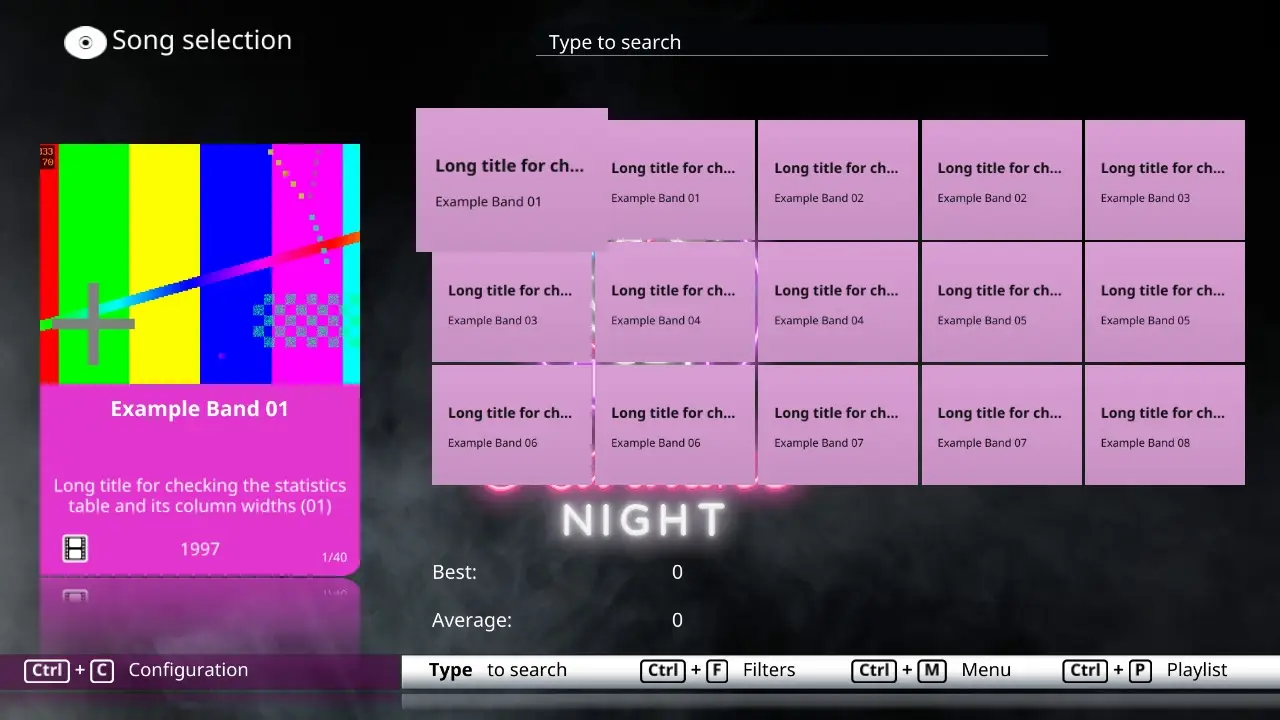 Song selection
Type to search
333
70
Long title for ch...
Example Band 01
Long title for ch...
Example Band 01
Long title for ch...
Example Band 02
Long title for ch...
Example Band 02
Long title for ch...
Example Band 03
Long title for ch...
Example Band 03
Long title for ch...
Example Band 04
Long title for ch...
Example Band 04
Long title for ch...
Example Band 05
Long title for ch...
Example Band 05
Long title for ch...
Example Band 06
Long title for ch...
Example Band 06
Long title for ch...
Example Band 07
Long title for ch...
Example Band 07
Long title for ch...
Example Band 08
Example Band 01
Long title for checking the statistics
table and its column widths (01)
1997
1/40
NIGHT
Best: 0
Average: 0
Ctrl + C Configuration
Type to search
Ctrl + F Filters
Ctrl + M Menu
Ctrl + P Playlist